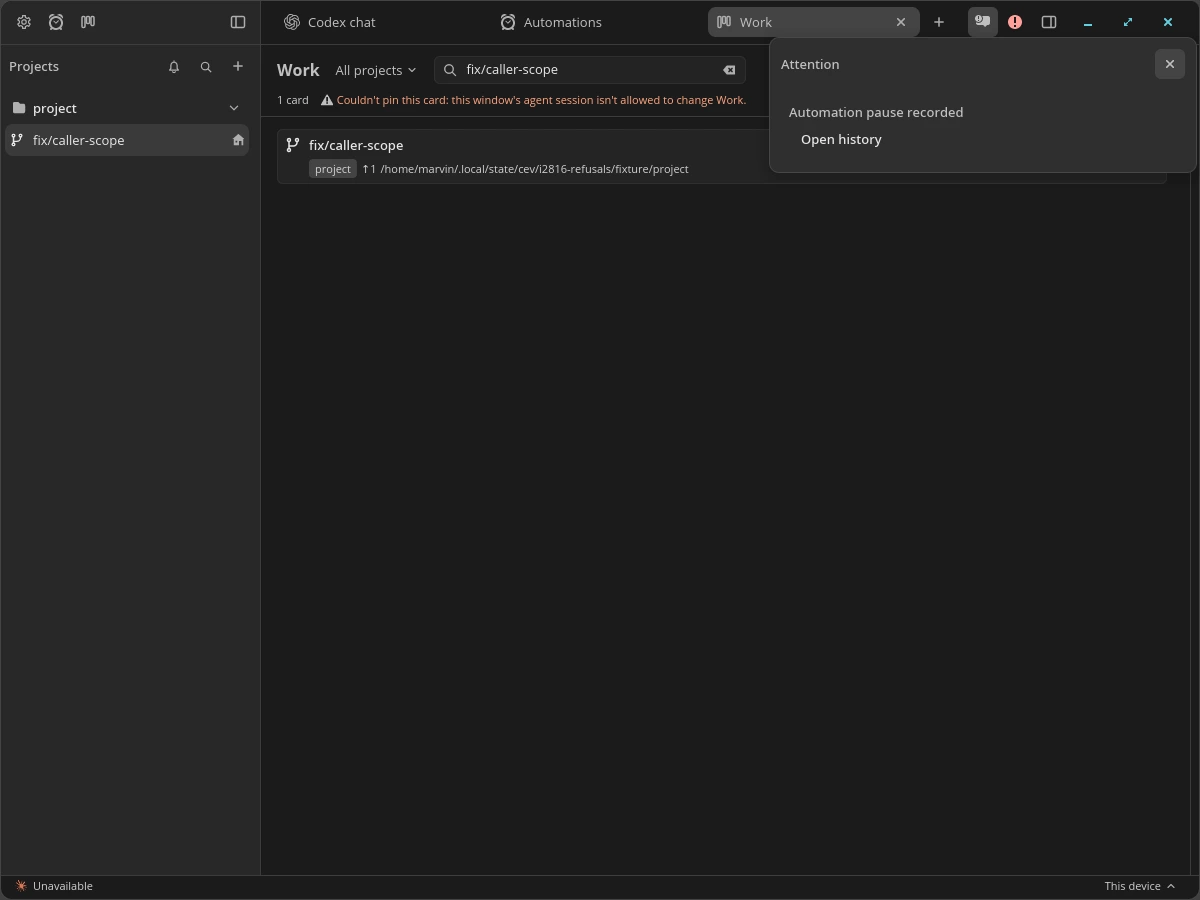 Codex chat
Automations
Work
Projects
project
fix/caller-scope
Work
All projects
fix/caller-scope
1 card
Couldn't pin this card: this window's agent session isn't allowed to change Work.
fix/caller-scope
project
↑1 /home/marvin/.local/state/cev/i2816-refusals/fixture/project
Attention
Automation pause recorded
Open history
Unavailable
This device